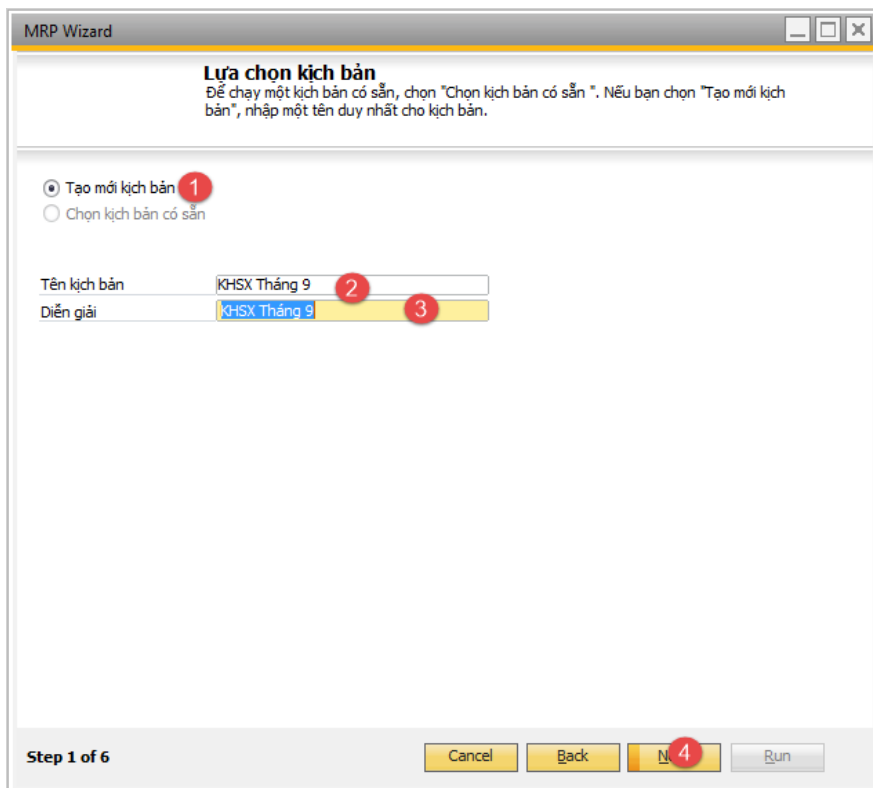 MRP Wizard
Lựa chọn kịch bản
Để chạy một kịch bản có sẵn, chọn "Chọn kịch bản có sẵn ". Nếu bạn chọn "Tạo mới kịch
bản", nhập một tên duy nhất cho kịch bản.
Tạo mới kịch bản 1
Chọn kịch bản có sẵn
Tên kịch bản KHSX Tháng 9 2
Diễn giải KHSX Tháng 9 3
Step 1 of 6 Cancel Back 4 Run